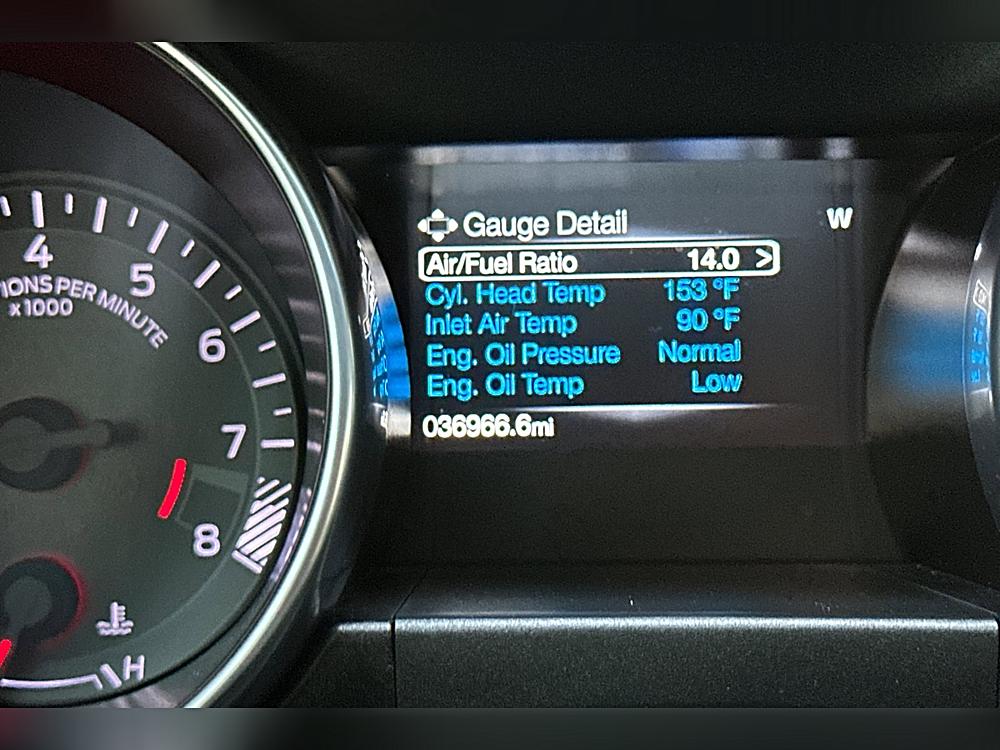 Gauge Detail W
Air/Fuel Ratio 14.0 >
Cyl. Head Temp 153 °F
Inlet Air Temp 90 °F
Eng. Oil Pressure Normal
Eng. Oil Temp Low
036966.6mi
4
5
6
7
8
IONS PER MINUTE
x1000
H